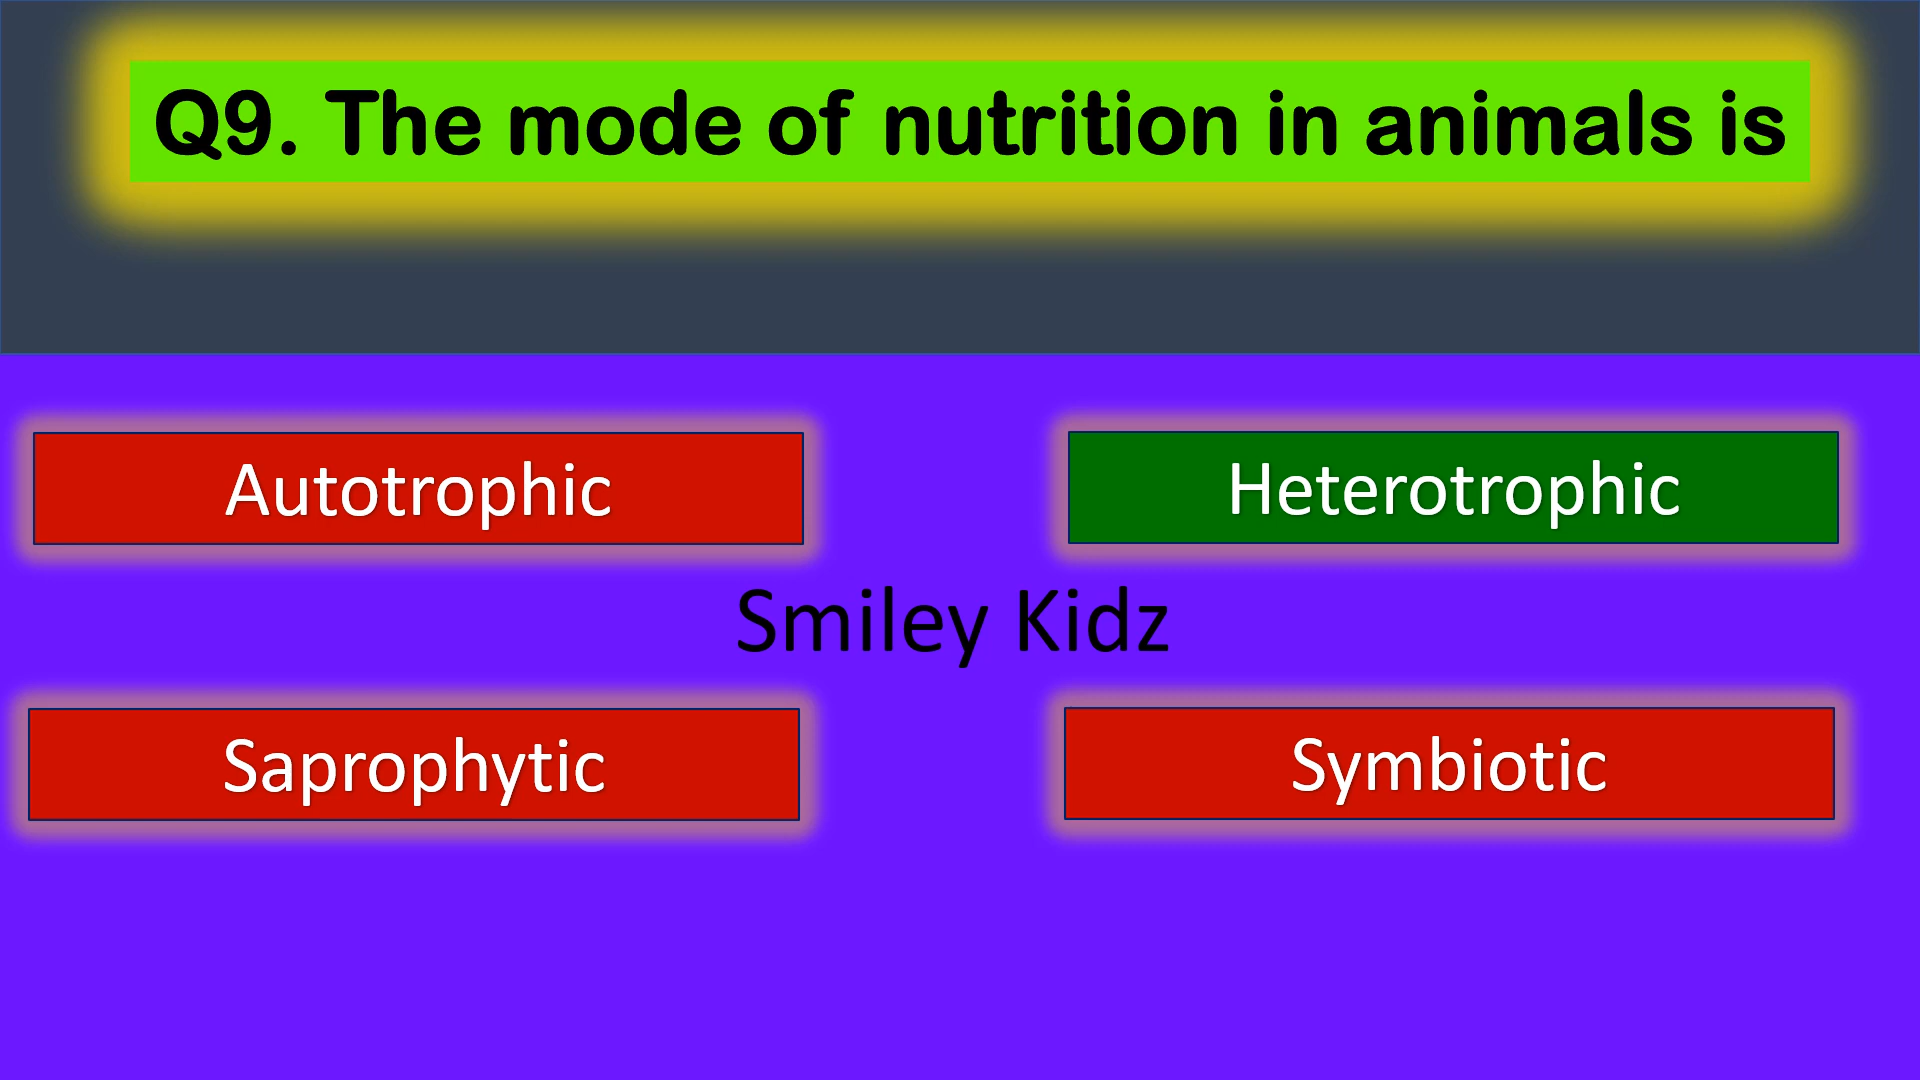 Q9. The mode of nutrition in animals is
Autotrophic
Heterotrophic
Smiley Kidz
Saprophytic
Symbiotic